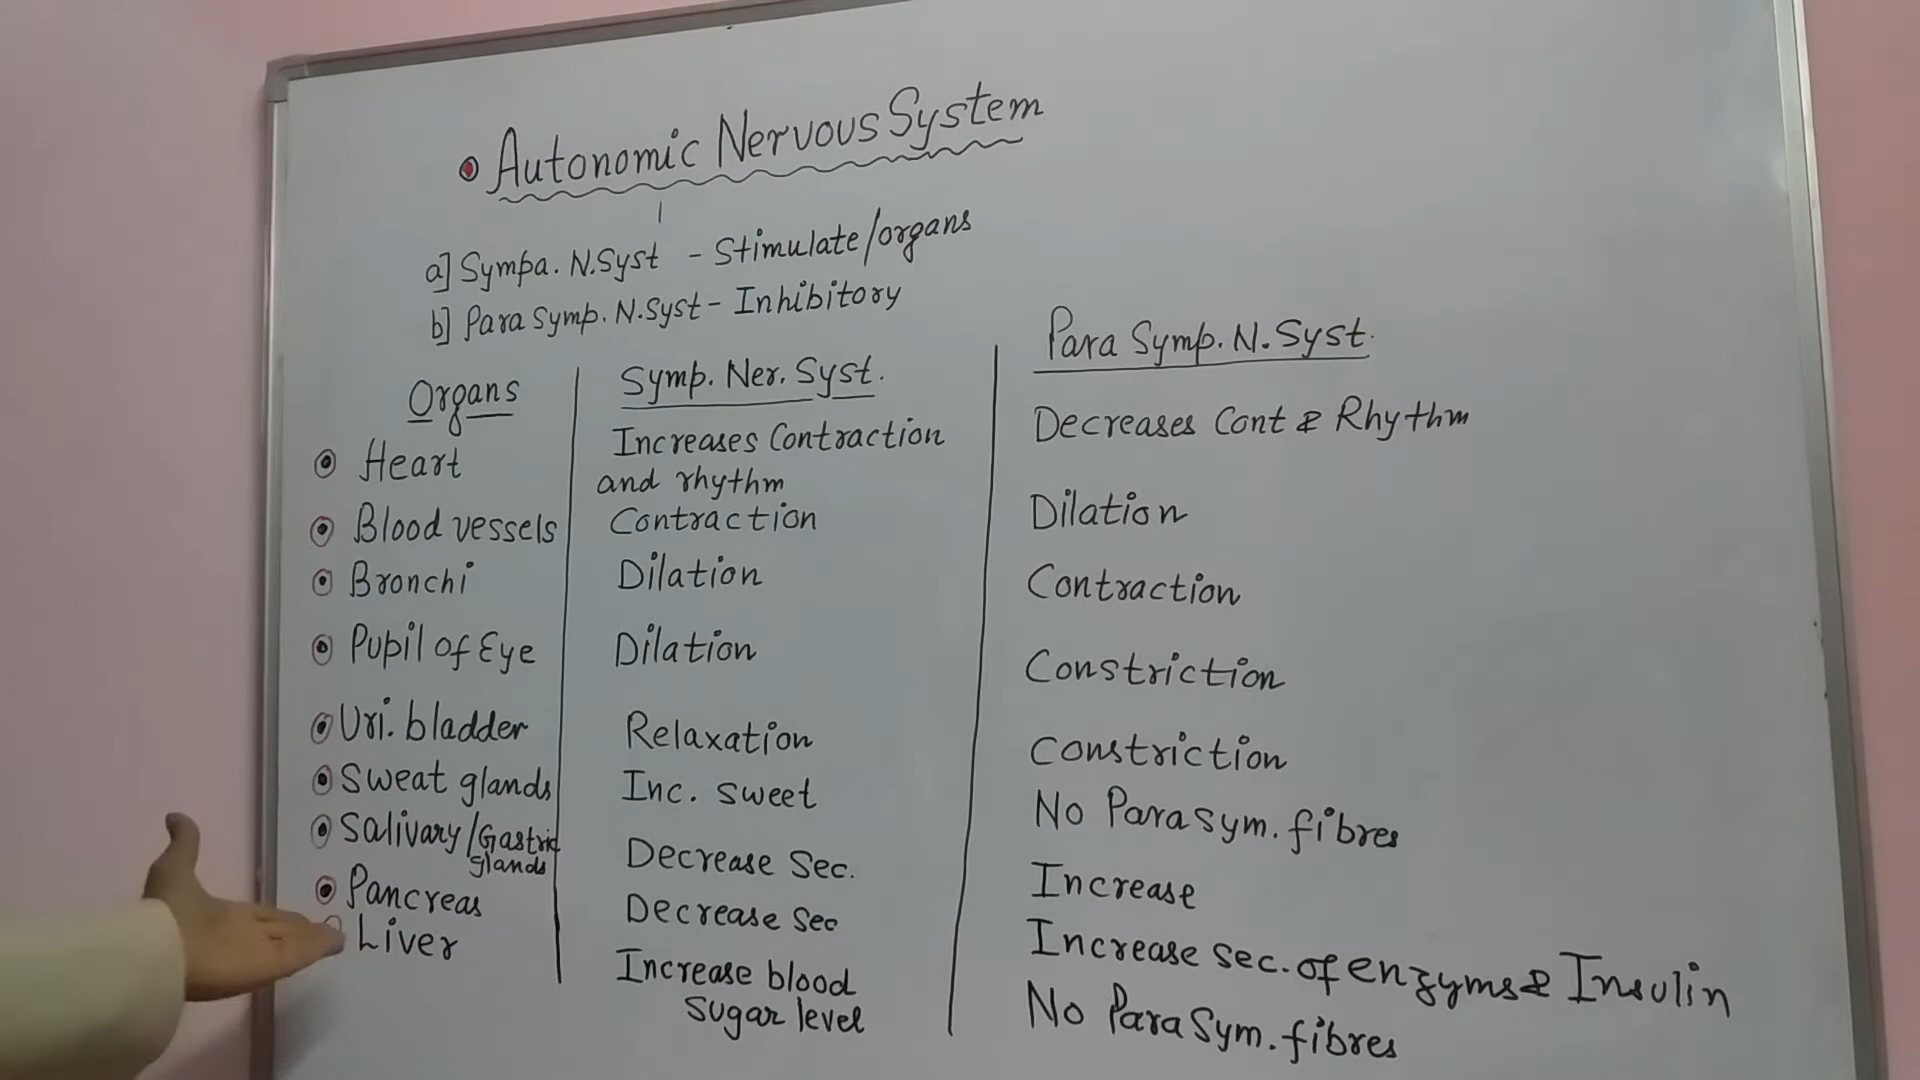 Autonomic Nervous System
a] Sympa. N.Syst - Stimulate/organs
b] Para Symp. N.Syst - Inhibitory
Organs
Heart
Blood vessels
Bronchi
Pupil of Eye
Uri. bladder
Sweat glands
Salivary/Gastric
glands
Pancreas
Liver
Symp. Ner. Syst.
Increases Contraction
and rhythm
Contraction
Dilation
Dilation
Relaxation
Inc. sweet
Decrease Sec.
Decrease Sec
Increase blood
Sugar level
Para Symp. N. Syst.
Decreases Cont & Rhythm
Dilation
Contraction
Constriction
Constriction
No Para sym. fibres
Increase
Increase Sec. of enzyms & Insulin
No Para Sym. fibres